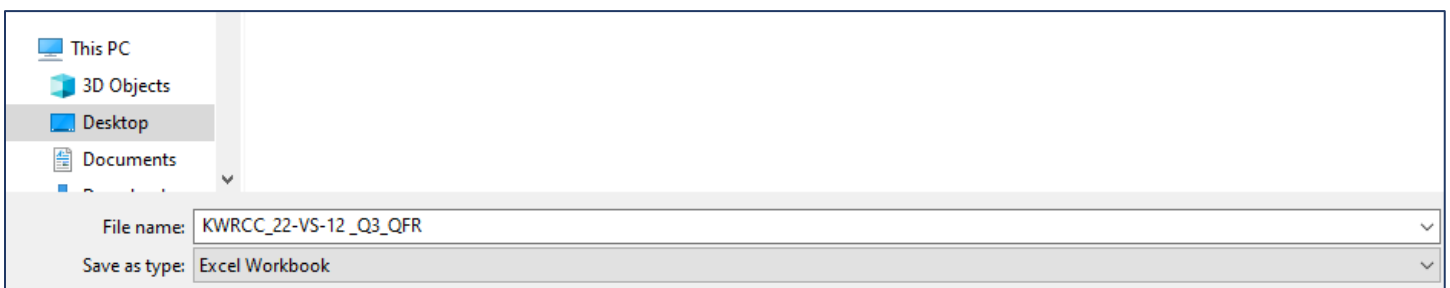 This PC
3D Objects
Desktop
Documents
File name: KWRCC_22-VS-12 _Q3_QFR
Save as type: Excel Workbook